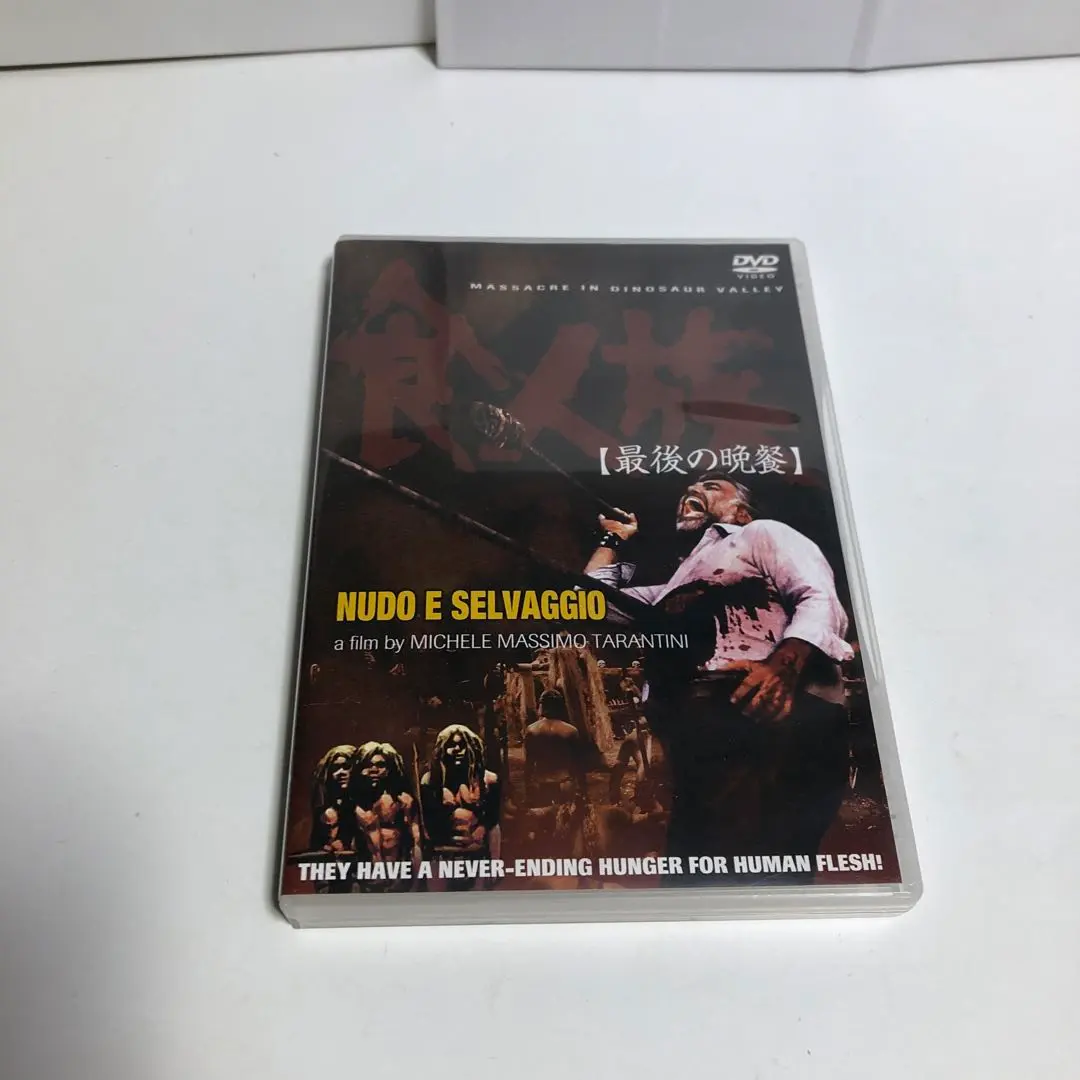 DVD
VIDEO
MASSACRE IN DINOSAUR VALLEY
食人族
【最後の晩餐】
NUDO E SELVAGGIO
a film by MICHELE MASSIMO TARANTINI
THEY HAVE A NEVER-ENDING HUNGER FOR HUMAN FLESH!